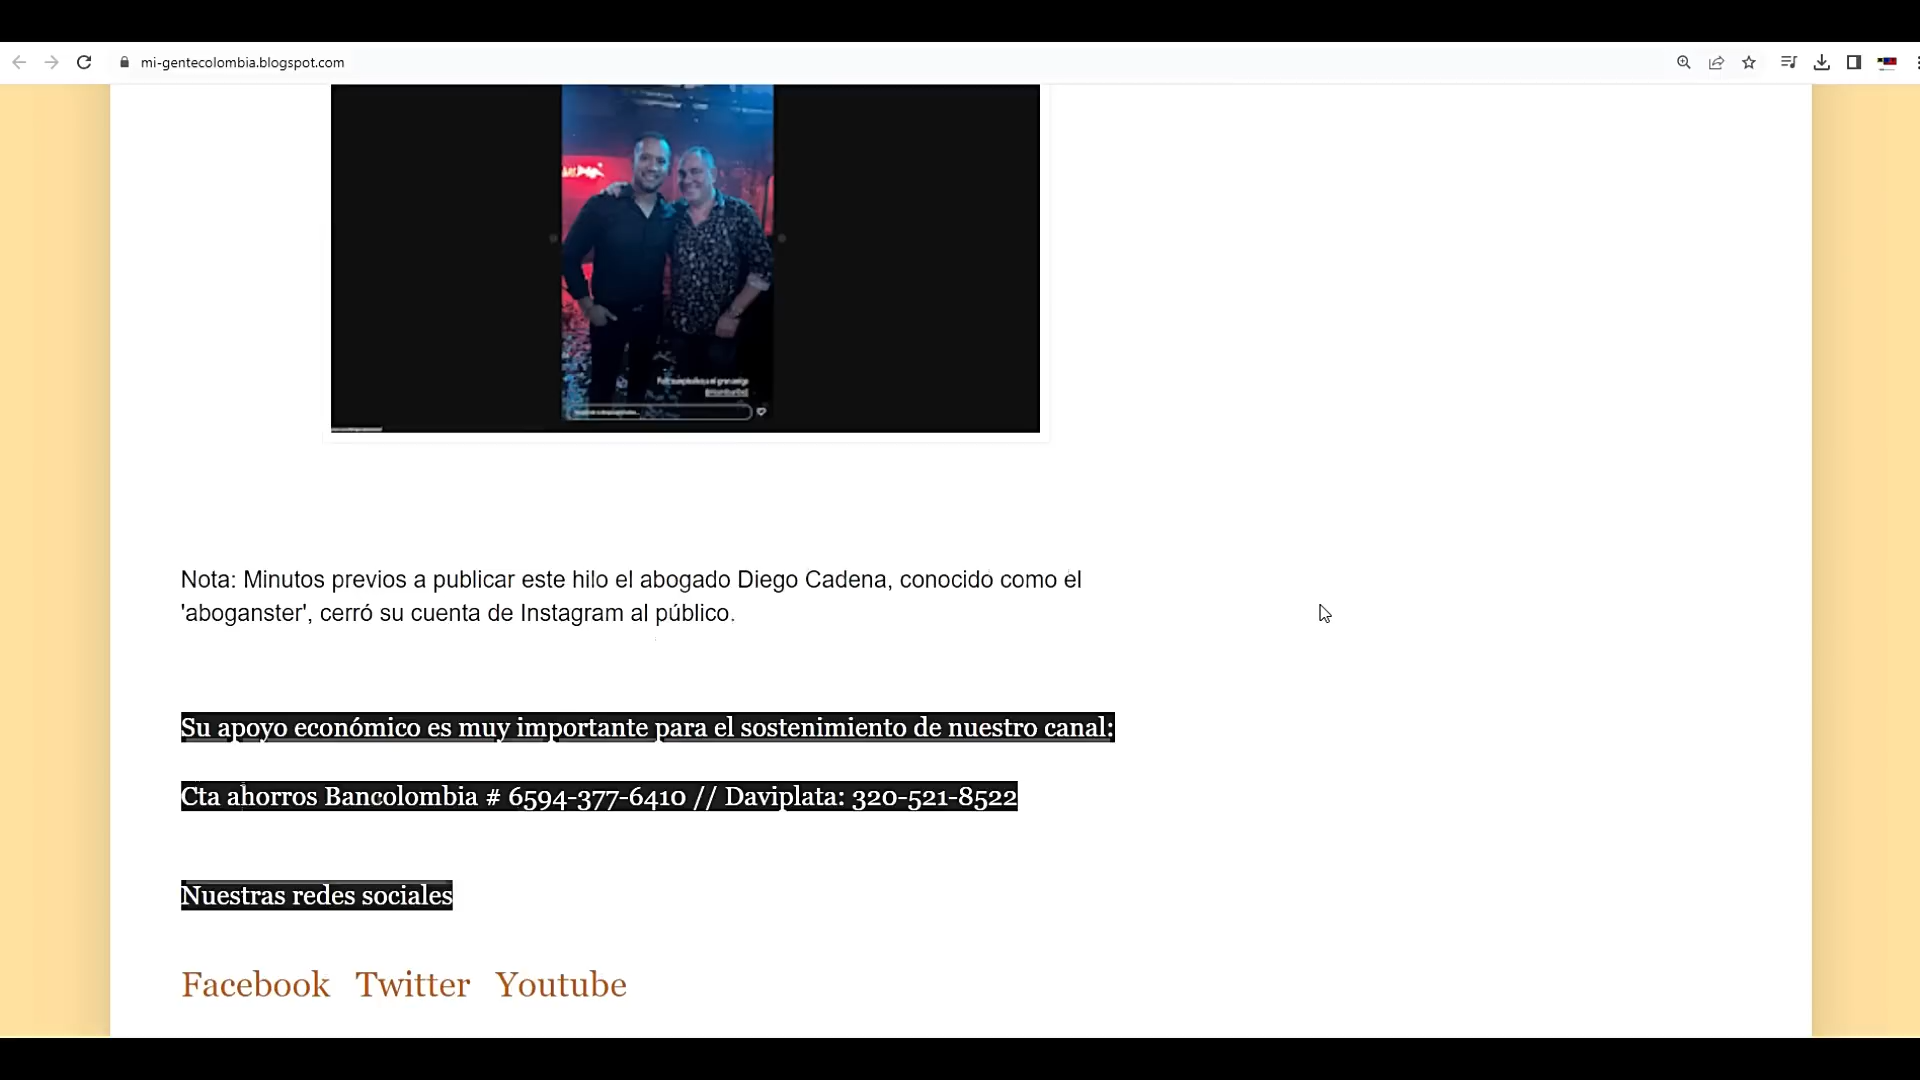 mi-gentecolombia.blogspot.com
Nota: Minutos previos a publicar este hilo el abogado Diego Cadena, conocido como el
'aboganster', cerró su cuenta de Instagram al público.
Su apoyo económico es muy importante para el sostenimiento de nuestro canal:
Cta ahorros Bancolombia # 6594-377-6410 // Daviplata: 320-521-8522
Nuestras redes sociales
Facebook Twitter Youtube